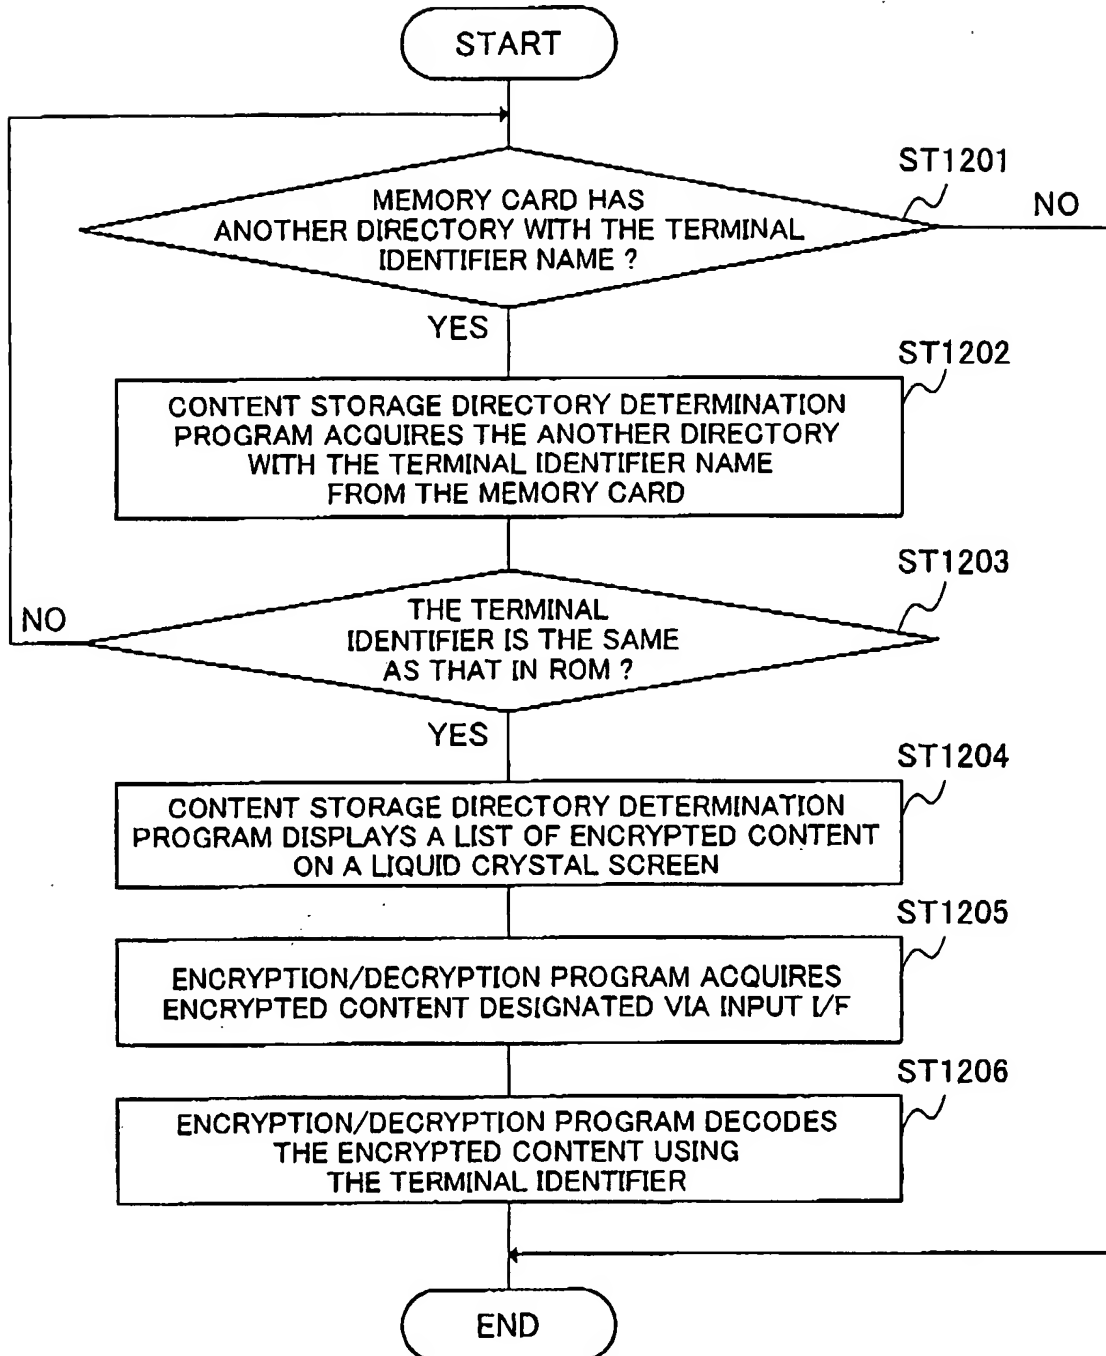 START
ST1201
MEMORY CARD HAS
ANOTHER DIRECTORY WITH THE TERMINAL
IDENTIFIER NAME ?
NO
YES
ST1202
CONTENT STORAGE DIRECTORY DETERMINATION
PROGRAM ACQUIRES THE ANOTHER DIRECTORY
WITH THE TERMINAL IDENTIFIER NAME
FROM THE MEMORY CARD
ST1203
THE TERMINAL
IDENTIFIER IS THE SAME
AS THAT IN ROM ?
NO
YES
ST1204
CONTENT STORAGE DIRECTORY DETERMINATION
PROGRAM DISPLAYS A LIST OF ENCRYPTED CONTENT
ON A LIQUID CRYSTAL SCREEN
ST1205
ENCRYPTION/DECRYPTION PROGRAM ACQUIRES
ENCRYPTED CONTENT DESIGNATED VIA INPUT I/F
ST1206
ENCRYPTION/DECRYPTION PROGRAM DECODES
THE ENCRYPTED CONTENT USING
THE TERMINAL IDENTIFIER
END